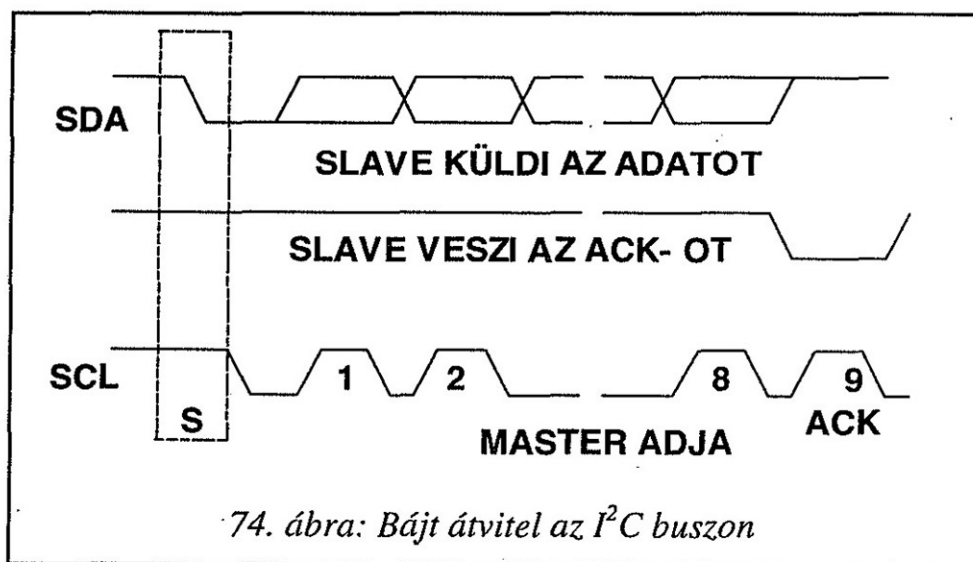 SDA
SLAVE KÜLDI AZ ADATOT
SLAVE VESZI AZ ACK- OT
SCL
1 2 8 9
S
MASTER ADJA
ACK
74. ábra: Bájt átvitel az I²C buszon